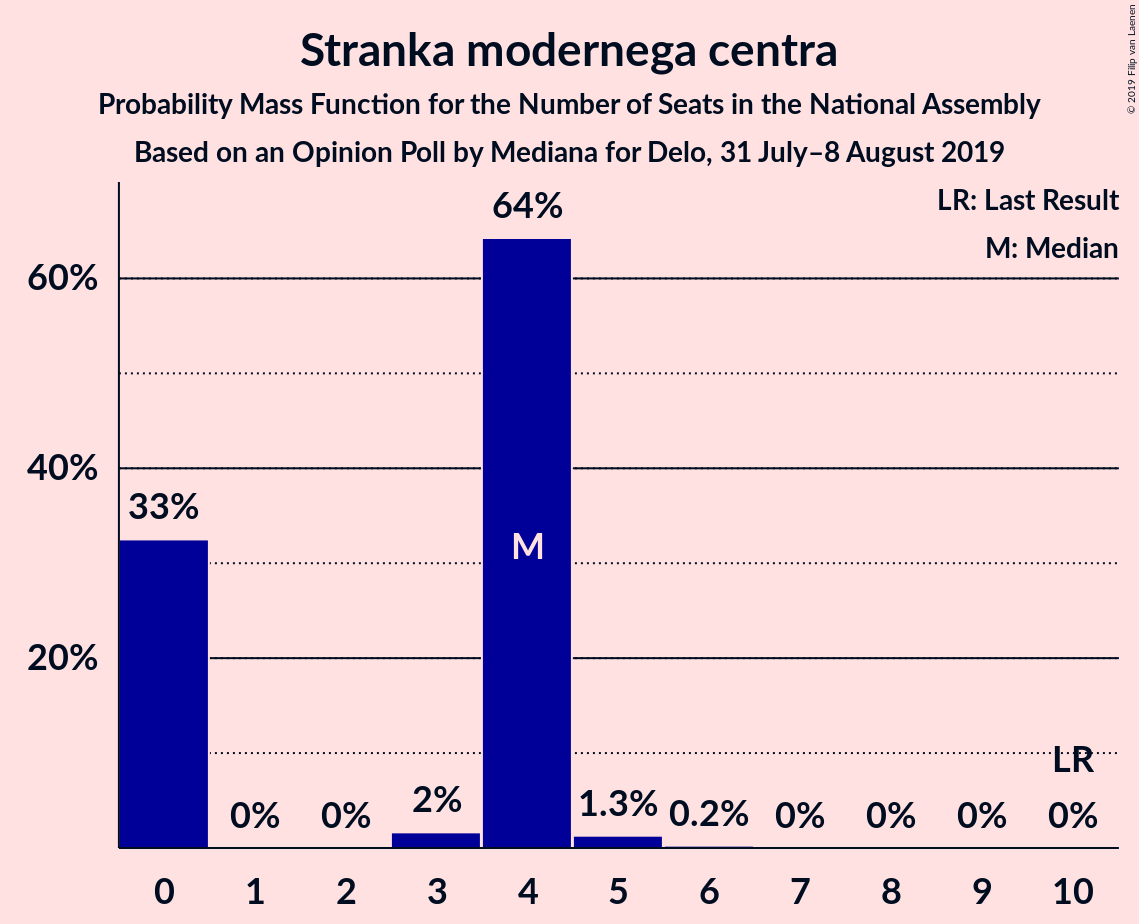 Stranka modernega centra
Probability Mass Function for the Number of Seats in the National Assembly
Based on an Opinion Poll by Mediana for Delo, 31 July–8 August 2019
© 2019 Filip van Laenen
LR: Last Result
M: Median
64%
60%
40%
33%
M
20%
LR
0% 0% 2% 1.3% 0.2% 0% 0% 0% 0%
0 1 2 3 4 5 6 7 8 9 10